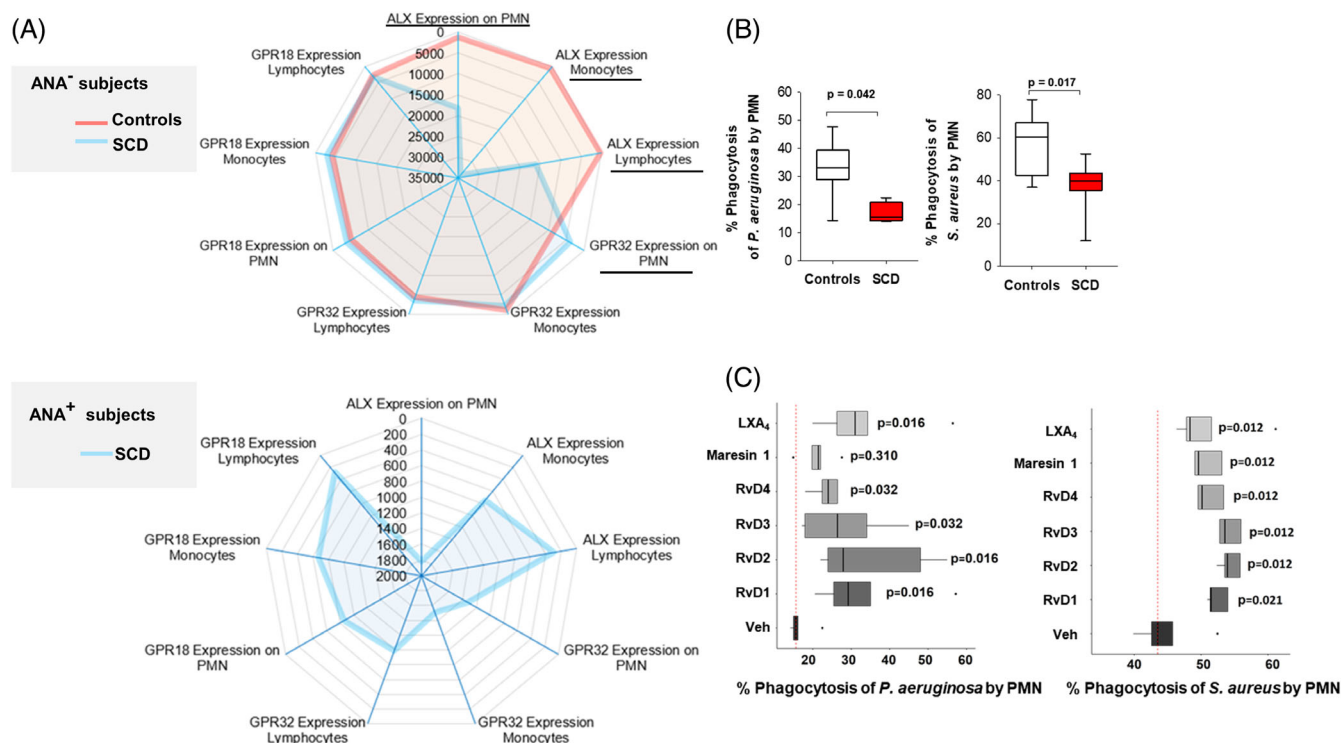 (A)
ANA- subjects
Controls
SCD
ALX Expression on PMN
ALX Expression
Monocytes
ALX Expression
Lymphocytes
GPR32 Expression on
PMN
GPR32 Expression
Monocytes
GPR32 Expression
Lymphocytes
GPR18 Expression on
PMN
GPR18 Expression
Monocytes
GPR18 Expression
Lymphocytes
0
5000
10000
15000
20000
25000
30000
35000
ANA+ subjects
SCD
ALX Expression on PMN
ALX Expression
Monocytes
ALX Expression
Lymphocytes
GPR32 Expression on
PMN
GPR32 Expression
Monocytes
GPR32 Expression
Lymphocytes
GPR18 Expression on
PMN
GPR18 Expression
Monocytes
GPR18 Expression
Lymphocytes
0
200
400
600
800
1000
1200
1400
1600
1800
2000
(B)
% Phagocytosis
of P. aeruginosa by PMN
60
50
40
30
20
10
0
p = 0.042
Controls SCD
% Phagocytosis of
S. aureus by PMN
80
60
40
20
0
p = 0.017
Controls SCD
(C)
LXA₄ p=0.016
Maresin 1 p=0.310
RvD4 p=0.032
RvD3 p=0.032
RvD2 p=0.016
RvD1 p=0.016
Veh
20 30 40 50 60
% Phagocytosis of P. aeruginosa by PMN
LXA₄ p=0.012
Maresin 1 p=0.012
RvD4 p=0.012
RvD3 p=0.012
RvD2 p=0.012
RvD1 p=0.021
Veh
40 50 60
% Phagocytosis of S. aureus by PMN